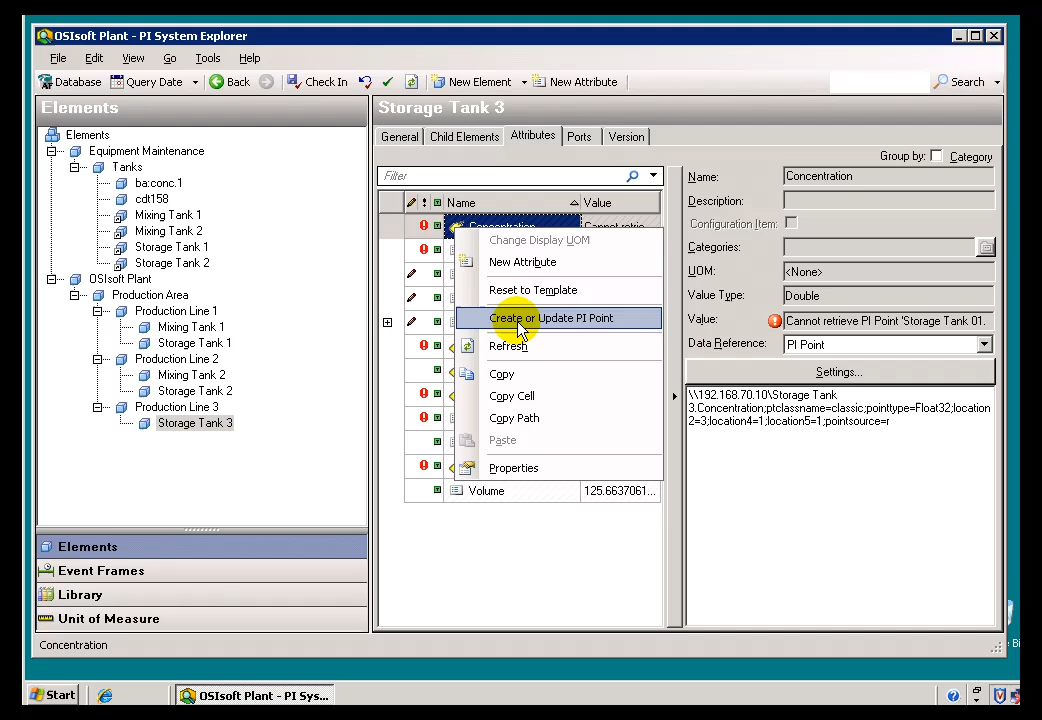 OSIsoft Plant - PI System Explorer
File Edit View Go Tools Help
Database Query Date Back Check In New Element New Attribute Search
Elements
Elements
Equipment Maintenance
Tanks
ba:conc.1
cdt158
Mixing Tank 1
Mixing Tank 2
Storage Tank 1
Storage Tank 2
OSIsoft Plant
Production Area
Production Line 1
Mixing Tank 1
Storage Tank 1
Production Line 2
Mixing Tank 2
Storage Tank 2
Production Line 3
Storage Tank 3
Elements
Event Frames
Library
Unit of Measure
Storage Tank 3
General Child Elements Attributes Ports Version
Group by: Category
Filter
Name Value
Concentration Cannot retrie...
Change Display UOM
New Attribute
Reset to Template
Create or Update PI Point
Refresh
Copy
Copy Cell
Copy Path
Paste
Properties
Volume 125.6637061...
Name: Concentration
Description:
Configuration Item:
Categories:
UOM: <None>
Value Type: Double
Value: Cannot retrieve PI Point 'Storage Tank 01.
Data Reference: PI Point
Settings...
\\192.168.70.10\Storage Tank
3.Concentration;ptclassname=classic;pointtype=Float32;location
2=3;location4=1;location5=1;pointsource=r
Concentration
Start OSIsoft Plant - PI Sys...